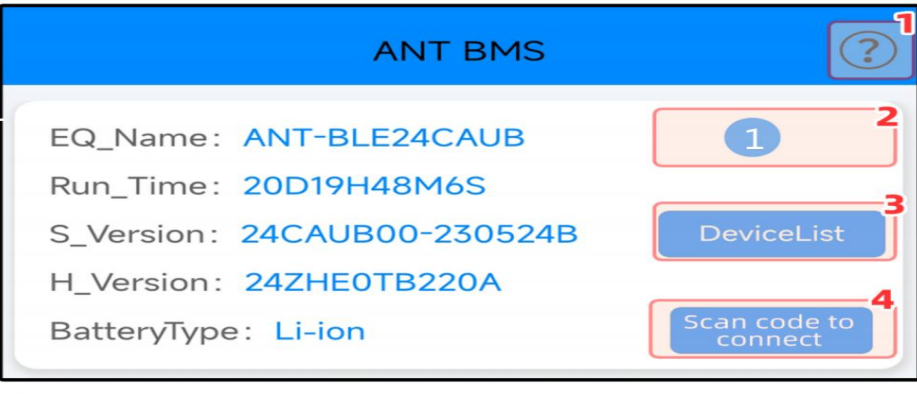 ANT BMS
?
1
EQ_Name: ANT-BLE24CAUB
1
2
Run_Time: 20D19H48M6S
S_Version: 24CAUB00-230524B
DeviceList
3
H_Version: 24ZHE0TB220A
BatteryType: Li-ion
Scan code to
connect
4